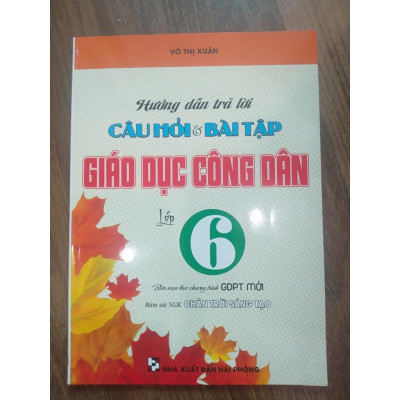 VÕ THỊ XUÂN
Hướng dẫn trả lời
CÂU HỎI & BÀI TẬP
GIÁO DỤC CÔNG DÂN
Lớp
6
Biên soạn theo chương trình GDPT MỚI
Bám sát SGK CHÂN TRỜI SÁNG TẠO
NHÀ XUẤT BẢN HẢI PHÒNG